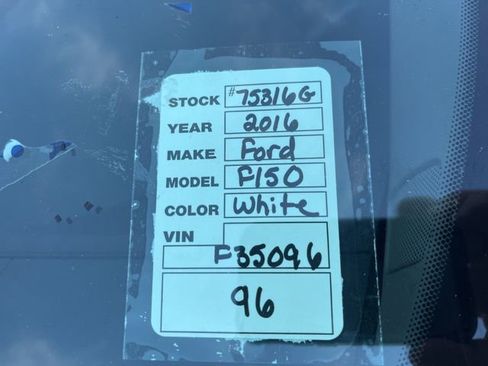 STOCK #75316G
YEAR 2016
MAKE Ford
MODEL F150
COLOR White
VIN
F35096
96